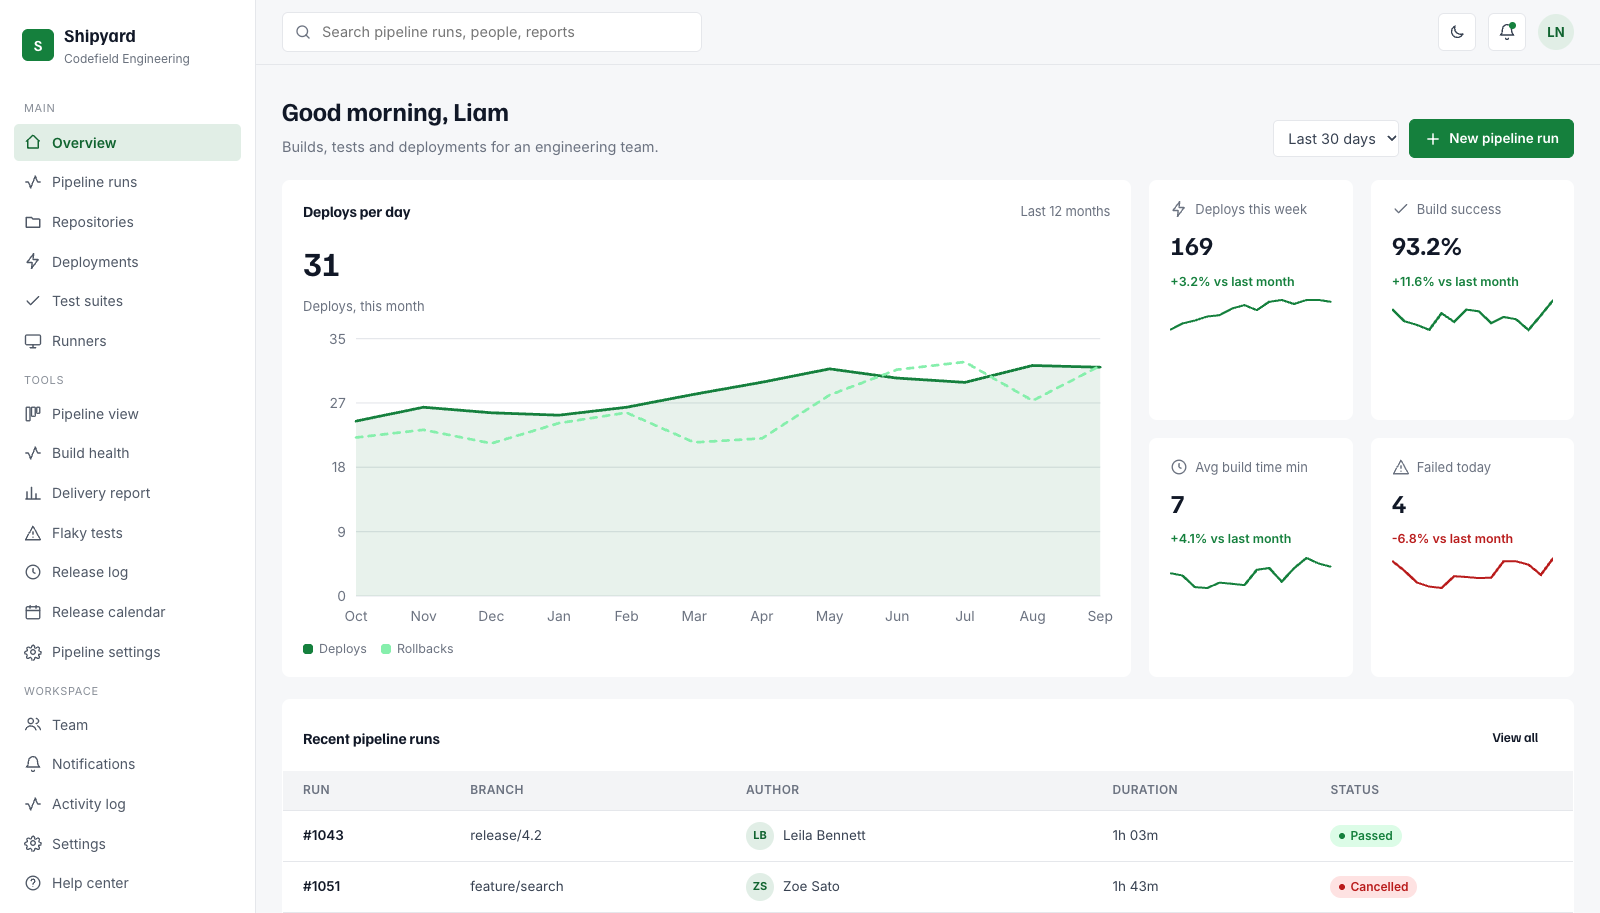 S
Shipyard
Codefield Engineering
MAIN
Overview
Pipeline runs
Repositories
Deployments
Test suites
Runners
TOOLS
Pipeline view
Build health
Delivery report
Flaky tests
Release log
Release calendar
Pipeline settings
WORKSPACE
Team
Notifications
Activity log
Settings
Help center
Search pipeline runs, people, reports
LN
Good morning, Liam
Builds, tests and deployments for an engineering team.
Last 30 days
New pipeline run
Deploys per day
Last 12 months
31
Deploys, this month
35
27
18
9
0
Oct Nov Dec Jan Feb Mar Apr May Jun Jul Aug Sep
Deploys Rollbacks
Deploys this week
169
+3.2% vs last month
Build success
93.2%
+11.6% vs last month
Avg build time min
7
+4.1% vs last month
Failed today
4
-6.8% vs last month
Recent pipeline runs
View all
RUN BRANCH AUTHOR DURATION STATUS
#1043 release/4.2 LB Leila Bennett 1h 03m Passed
#1051 feature/search ZS Zoe Sato 1h 43m Cancelled